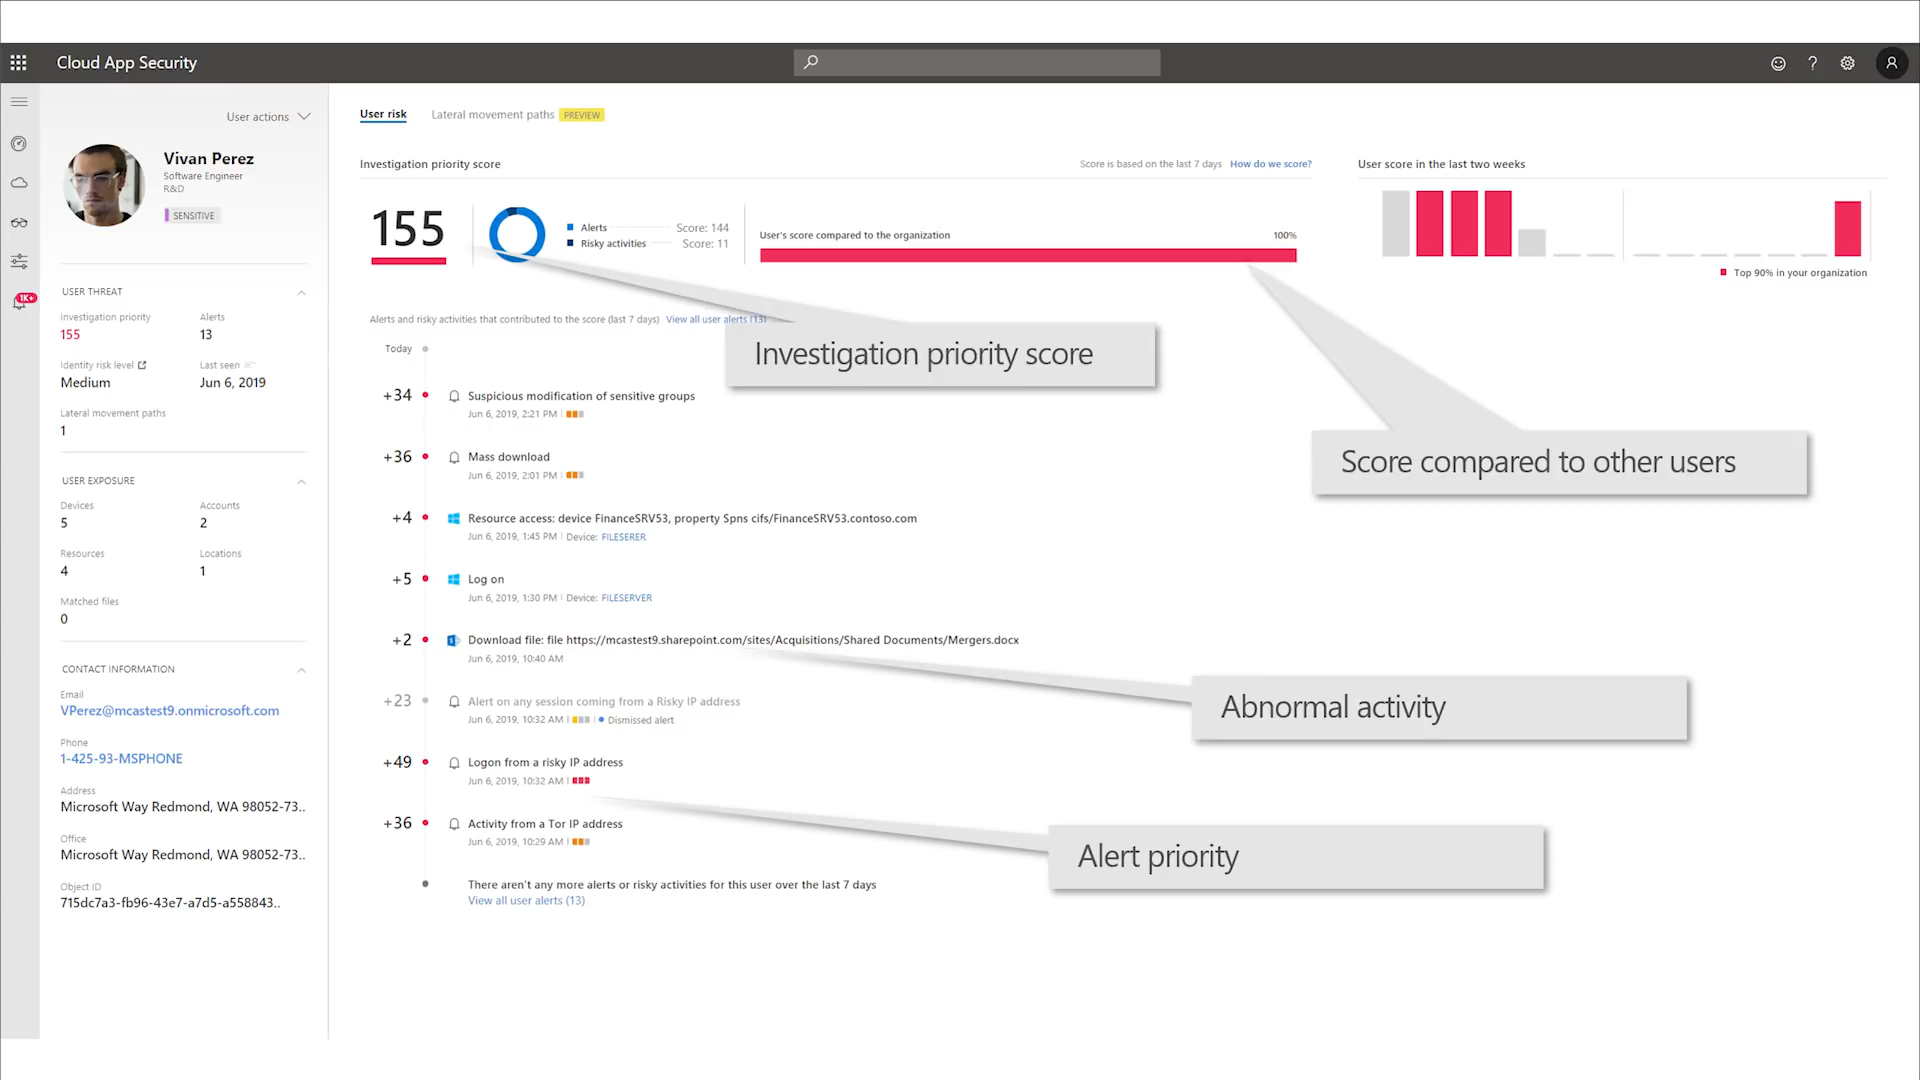 Cloud App Security
?
User actions
Vivan Perez
Software Engineer
R&D
SENSITIVE
1K+
USER THREAT
Investigation priority
Alerts
155
13
Identity risk level
Last seen
Medium
Jun 6, 2019
Lateral movement paths
1
USER EXPOSURE
Devices
Accounts
5
2
Resources
Locations
4
1
Matched files
0
CONTACT INFORMATION
Email
VPerez@mcastest9.onmicrosoft.com
Phone
1-425-93-MSPHONE
Address
Microsoft Way Redmond, WA 98052-73..
Office
Microsoft Way Redmond, WA 98052-73..
Object ID
715dc7a3-fb96-43e7-a7d5-a558843..
User risk
Lateral movement paths PREVIEW
Investigation priority score
Score is based on the last 7 days How do we score?
155
Alerts Score: 144
Risky activities Score: 11
User's score compared to the organization 100%
User score in the last two weeks
Top 90% in your organization
Alerts and risky activities that contributed to the score (last 7 days) View all user alerts (13)
Investigation priority score
Score compared to other users
Today
+34 Suspicious modification of sensitive groups
Jun 6, 2019, 2:21 PM |
+36 Mass download
Jun 6, 2019, 2:01 PM |
+4 Resource access: device FinanceSRV53, property Spns cifs/FinanceSRV53.contoso.com
Jun 6, 2019, 1:45 PM | Device: FILESERER
+5 Log on
Jun 6, 2019, 1:30 PM | Device: FILESERVER
+2 Download file: file https://mcastest9.sharepoint.com/sites/Acquisitions/Shared Documents/Mergers.docx
Jun 6, 2019, 10:40 AM
Abnormal activity
+23 Alert on any session coming from a Risky IP address
Jun 6, 2019, 10:32 AM | | Dismissed alert
+49 Logon from a risky IP address
Jun 6, 2019, 10:32 AM |
+36 Activity from a Tor IP address
Jun 6, 2019, 10:29 AM |
Alert priority
There aren't any more alerts or risky activities for this user over the last 7 days
View all user alerts (13)